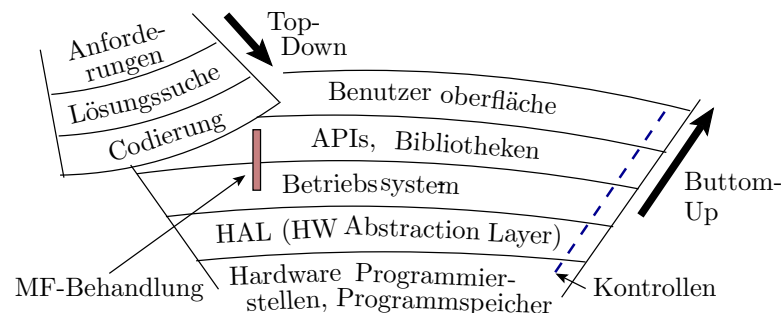 Anforde-
rungen
Lösungssuche
Codierung
Top-
Down
Benutzer oberfläche
APIs, Bibliotheken
Betriebssystem
HAL (HW Abstraction Layer)
Hardware Programmier-
stellen, Programmspeicher
Buttom-
Up
MF-Behandlung
Kontrollen